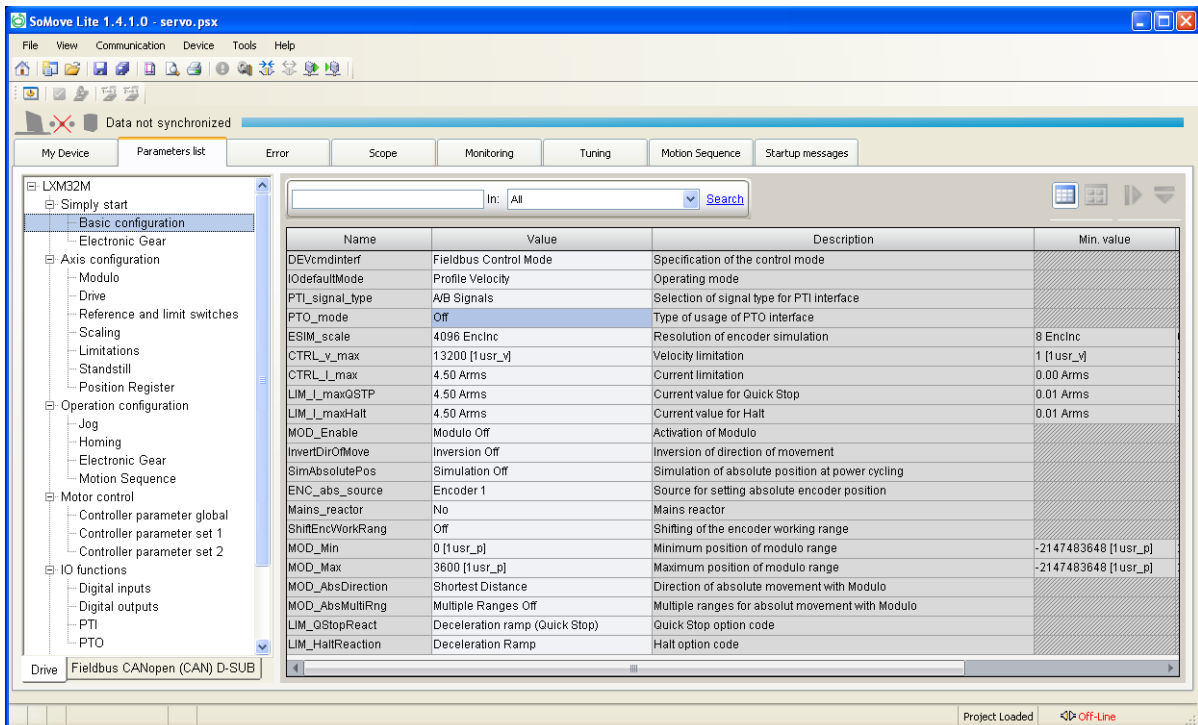 SoMove Lite 1.4.1.0 - servo.psx
File View Communication Device Tools Help
Data not synchronized
My Device Parameters list Error Scope Monitoring Tuning Motion Sequence Startup messages
LXM32M
Simply start
Basic configuration
Electronic Gear
Axis configuration
Modulo
Drive
Reference and limit switches
Scaling
Limitations
Standstill
Position Register
Operation configuration
Jog
Homing
Electronic Gear
Motion Sequence
Motor control
Controller parameter global
Controller parameter set 1
Controller parameter set 2
IO functions
Digital inputs
Digital outputs
PTI
PTO
Drive Fieldbus CANopen (CAN) D-SUB
In: All Search
Name Value Description Min. value
DEVcmdinterf Fieldbus Control Mode Specification of the control mode
IOdefaultMode Profile Velocity Operating mode
PTI_signal_type A/B Signals Selection of signal type for PTI interface
PTO_mode Off Type of usage of PTO interface
ESIM_scale 4096 EncInc Resolution of encoder simulation 8 EncInc
CTRL_v_max 13200 [1usr_v] Velocity limitation 1 [1usr_v]
CTRL_I_max 4.50 Arms Current limitation 0.00 Arms
LIM_I_maxQSTP 4.50 Arms Current value for Quick Stop 0.01 Arms
LIM_I_maxHalt 4.50 Arms Current value for Halt 0.01 Arms
MOD_Enable Modulo Off Activation of Modulo
InvertDirOfMove Inversion Off Inversion of direction of movement
SimAbsolutePos Simulation Off Simulation of absolute position at power cycling
ENC_abs_source Encoder 1 Source for setting absolute encoder position
Mains_reactor No Mains reactor
ShiftEncWorkRang Off Shifting of the encoder working range
MOD_Min 0 [1usr_p] Minimum position of modulo range -2147483648 [1usr_p]
MOD_Max 3600 [1usr_p] Maximum position of modulo range -2147483648 [1usr_p]
MOD_AbsDirection Shortest Distance Direction of absolute movement with Modulo
MOD_AbsMultiRng Multiple Ranges Off Multiple ranges for absolut movement with Modulo
LIM_QStopReact Deceleration ramp (Quick Stop) Quick Stop option code
LIM_HaltReaction Deceleration Ramp Halt option code
Project Loaded Off-Line